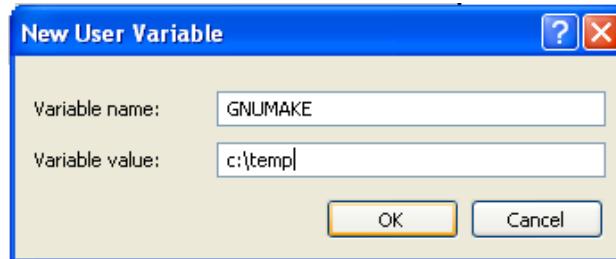 New User Variable
Variable name: GNUMAKE
Variable value: c:\temp
OK Cancel